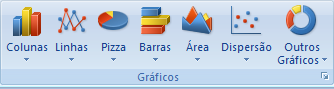 Colunas Linhas Pizza Barras Área Dispersão Outros
Gráficos
Gráficos